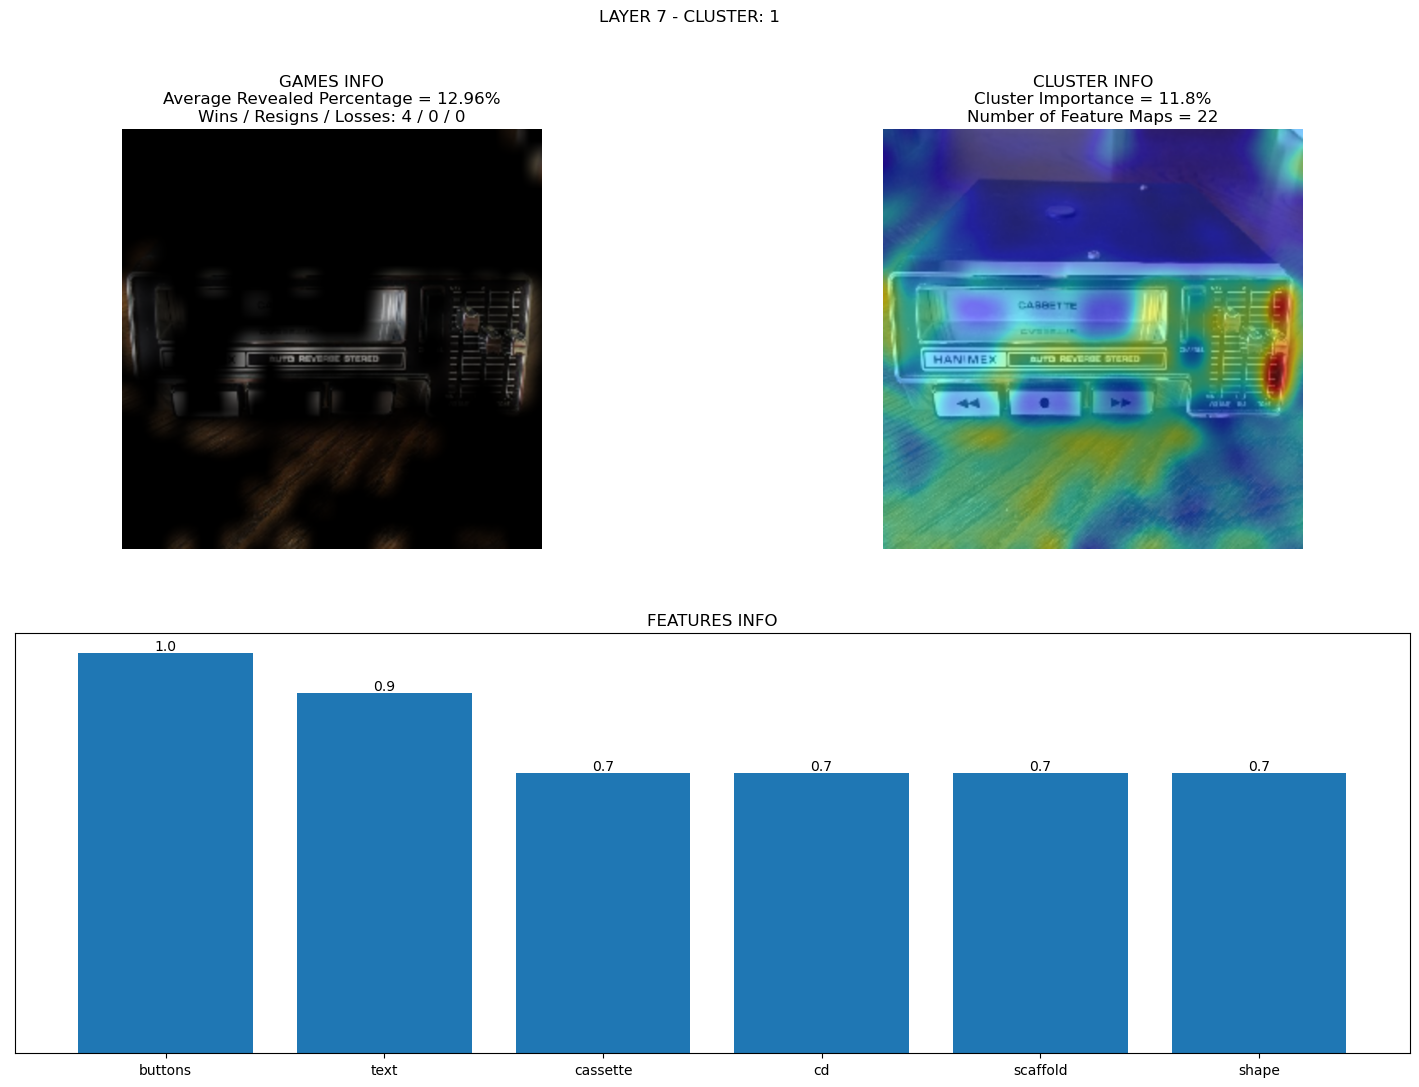 LAYER 7 - CLUSTER: 1
GAMES INFO
Average Revealed Percentage = 12.96%
Wins / Resigns / Losses: 4 / 0 / 0
AUTO REVERSE STEREO
CLUSTER INFO
Cluster Importance = 11.8%
Number of Feature Maps = 22
CASSETTE
HANIMEX
AUTO REVERSE STEREO
FEATURES INFO
1.0
0.9
0.7
0.7
0.7
0.7
buttons
text
cassette
cd
scaffold
shape